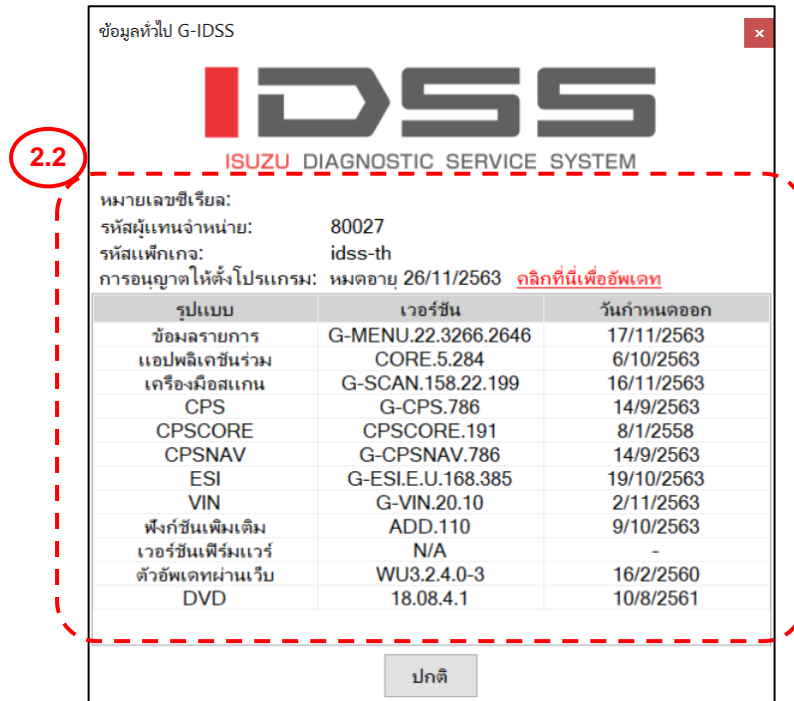 ข้อมูลทั่วไป G-IDSS
x
IDSS
2.2
ISUZU DIAGNOSTIC SERVICE SYSTEM
หมายเลขซีเรียล:
รหัสผู้แทนจำหน่าย: 80027
รหัสแพ็กเกจ: idss-th
การอนุญาตให้ตั้งโปรแกรม: หมดอายุ 26/11/2563 คลิกที่นี่เพื่ออัพเดท
รูปแบบ เวอร์ชัน วันกำหนดออก
ข้อมูลรายการ G-MENU.22.3266.2646 17/11/2563
แอปพลิเคชันร่วม CORE.5.284 6/10/2563
เครื่องมือสแกน G-SCAN.158.22.199 16/11/2563
CPS G-CPS.786 14/9/2563
CPSCORE CPSCORE.191 8/1/2558
CPSNAV G-CPSNAV.786 14/9/2563
ESI G-ESI.E.U.168.385 19/10/2563
VIN G-VIN.20.10 2/11/2563
ฟังก์ชันเพิ่มเติม ADD.110 9/10/2563
เวอร์ชันเฟิร์มแวร์ N/A -
ตัวอัพเดทผ่านเว็บ WU3.2.4.0-3 16/2/2560
DVD 18.08.4.1 10/8/2561
ปกติ